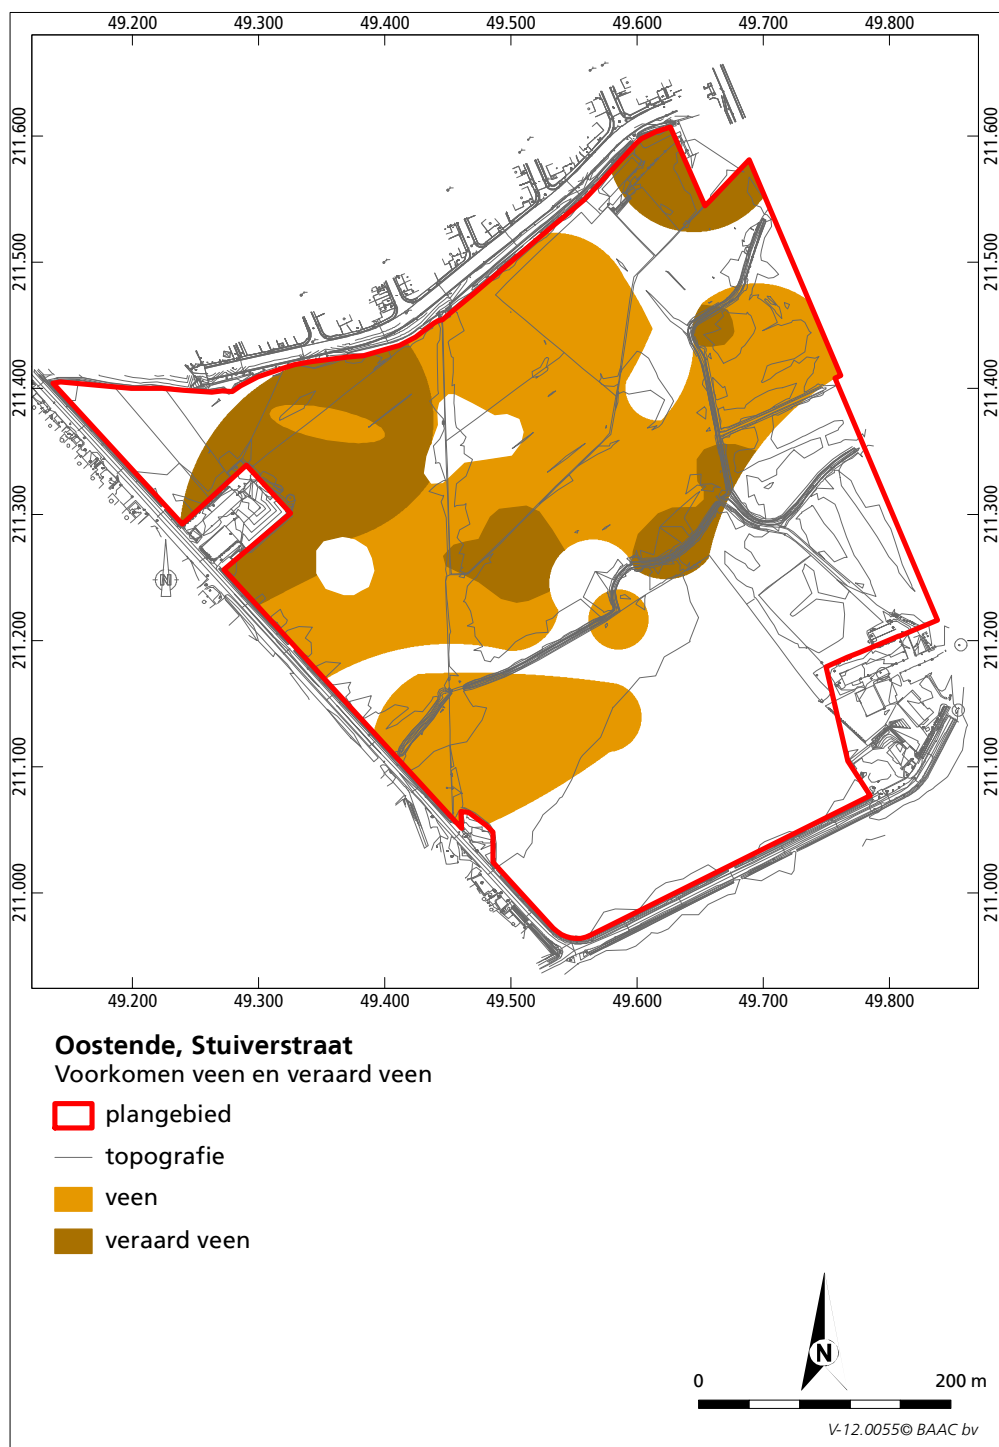 49.200 49.300 49.400 49.500 49.600 49.700 49.800
211.600 211.600
211.500 211.500
211.400 211.400
211.300 211.300
N
211.200 211.200
211.100 211.100
211.000 211.000
49.200 49.300 49.400 49.500 49.600 49.700 49.800
Oostende, Stuiverstraat
Voorkomen veen en veraard veen
plangebied
topografie
veen
veraard veen
N
0 200 m
V-12.0055© BAAC bv